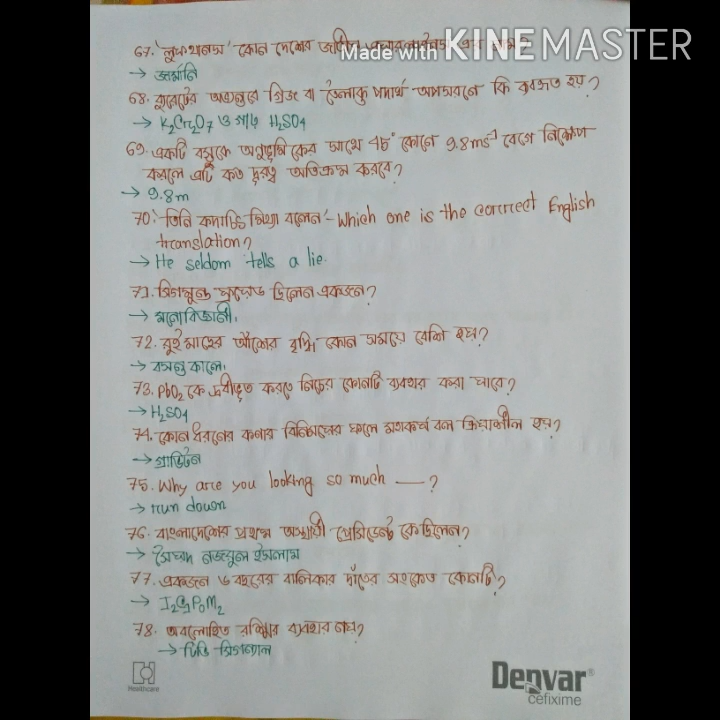 Made with KINEMASTER
67. 'লুফথানসা' কোন দেশের
→ জার্মানি
68. ব্যুরেটের অভ্যন্তরে গ্রিজ বা তৈলাক্ত পদার্থ অপসারণে কি ব্যবহৃত হয়?
→ K₂Cr₂O₇ ও গাঢ় H₂SO₄
69. একটি বস্তুকে অনুভূমিকের সাথে 45° কোণে 9.8ms⁻¹ বেগে নিক্ষেপ
করলে এটি কত দূরত্ব অতিক্রম করবে?
→ 9.8m
70. 'তিনি কদাচিৎ মিথ্যা বলেন' - Which one is the correct English
translation?
→ He seldom tells a lie.
71. সিগমুন্ড ফ্রয়েড ছিলেন একজন?
→ মনোবিজ্ঞানী।
72. রুই মাছের আঁশের বৃদ্ধি কোন সময়ে বেশি হয়?
→ বসন্ত কালে।
73. PbO₂ কে দ্রবীভূত করতে নিচের কোনটি ব্যবহার করা যাবে?
→ H₂SO₄
74. কোন ধরনের কণার বিনিময়ের ফলে মহাকর্ষ বল ক্রিয়াশীল হয়?
→ গ্রাভিটন
75. Why are you looking so much — ?
→ run down
76. বাংলাদেশের প্রথম অস্থায়ী প্রেসিডেন্ট কে ছিলেন?
→ সৈয়দ নজরুল ইসলাম
77. একজন ৬ বছরের বালিকার দাঁতের সংকেত কোনটি?
→ I₂C₁P₀M₂
78. অবলোহিত রশ্মির ব্যবহার নয়?
→ টিভি সিগন্যাল
Healthcare
Denvar®
cefixime